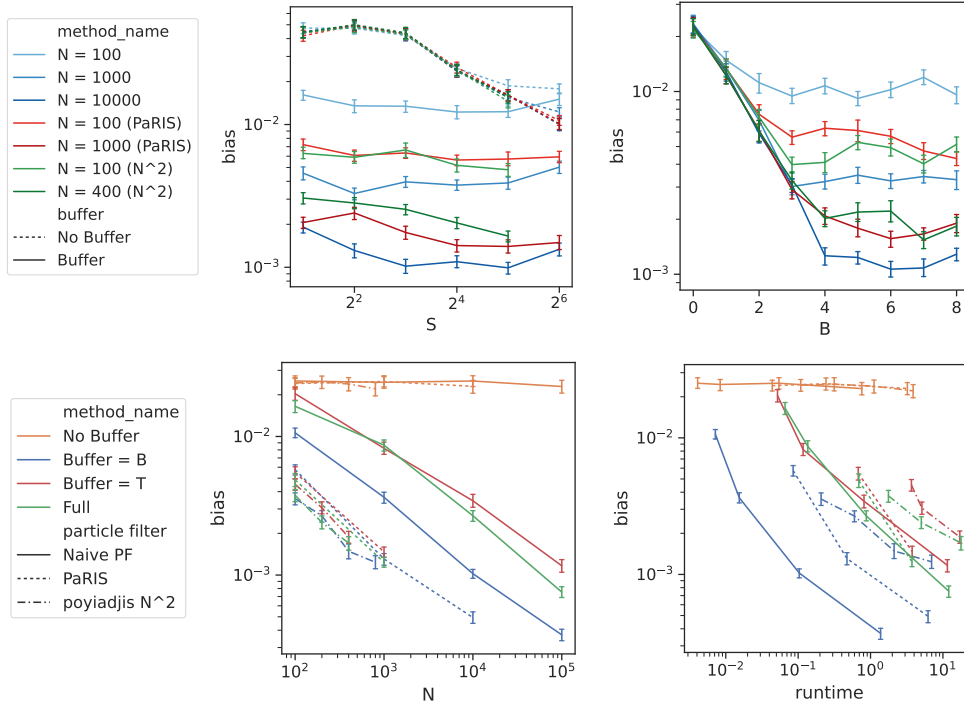 method_name
N = 100
N = 1000
N = 10000
N = 100 (PaRIS)
N = 1000 (PaRIS)
N = 100 (N^2)
N = 400 (N^2)
buffer
No Buffer
Buffer
bias
10^{-2}
10^{-3}
2^2 2^4 2^6
S
bias
10^{-2}
10^{-3}
0 2 4 6 8
B
method_name
No Buffer
Buffer = B
Buffer = T
Full
particle filter
Naive PF
PaRIS
poyiadjis N^2
bias
10^{-2}
10^{-3}
10^2 10^3 10^4 10^5
N
bias
10^{-2}
10^{-3}
10^{-2} 10^{-1} 10^0 10^1
runtime